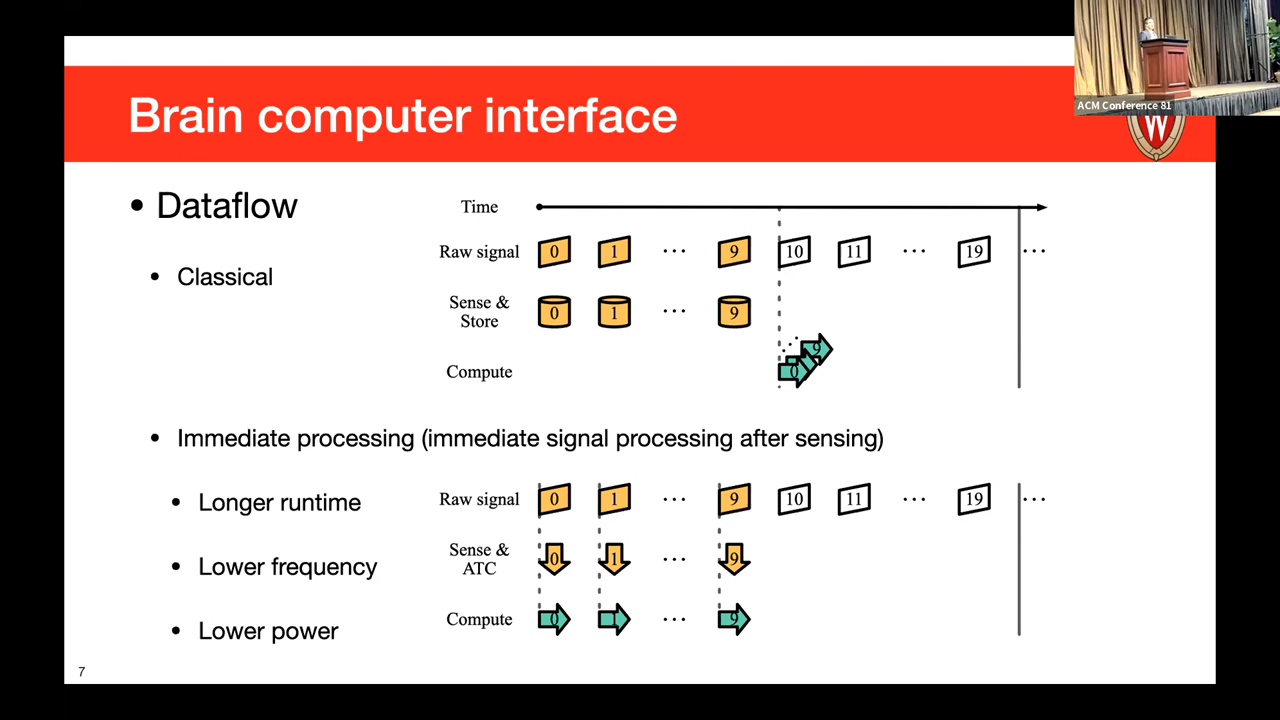 ACM Conference 81
W
Brain computer interface
• Dataflow
• Classical
Time
Raw signal 0 1 ... 9 10 11 ... 19 ...
Sense &
Store 0 1 ... 9
Compute 0 ... 9
• Immediate processing (immediate signal processing after sensing)
• Longer runtime
• Lower frequency
• Lower power
Raw signal 0 1 ... 9 10 11 ... 19 ...
Sense &
ATC 0 1 ... 9
Compute 0 1 ... 9
7